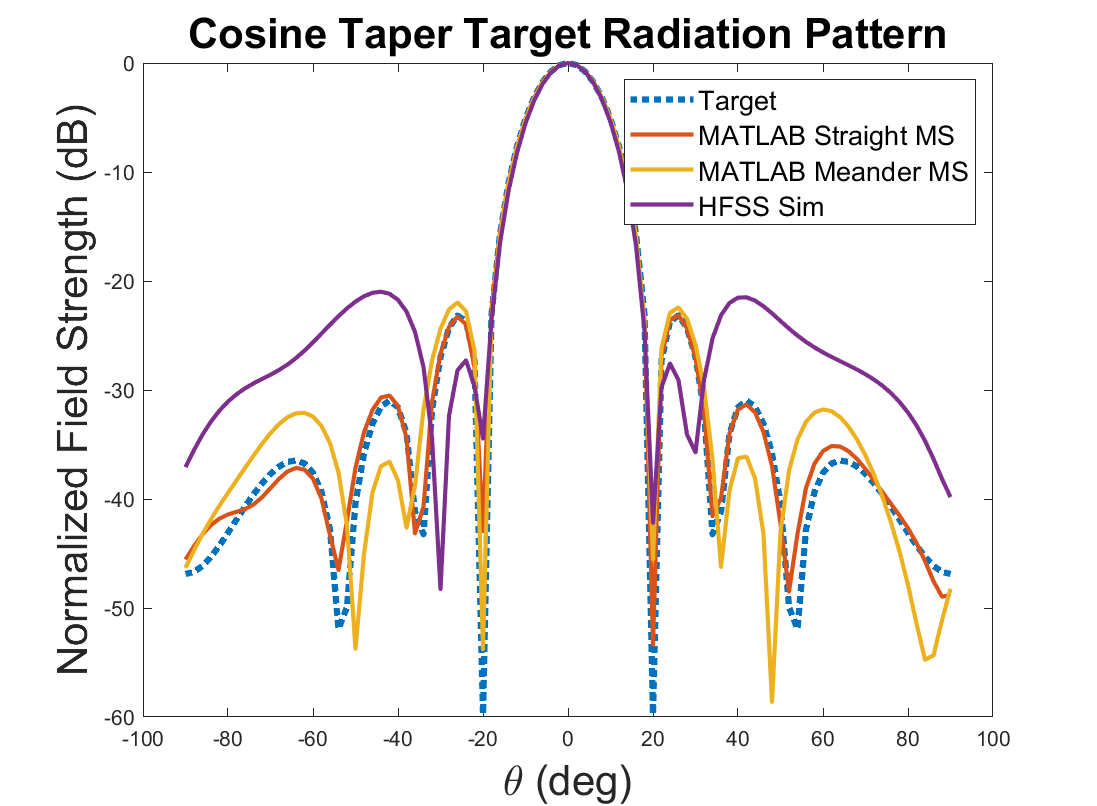 Cosine Taper Target Radiation Pattern
Normalized Field Strength (dB)
0
-10
-20
-30
-40
-50
-60
Target
MATLAB Straight MS
MATLAB Meander MS
HFSS Sim
-100 -80 -60 -40 -20 0 20 40 60 80 100
θ (deg)